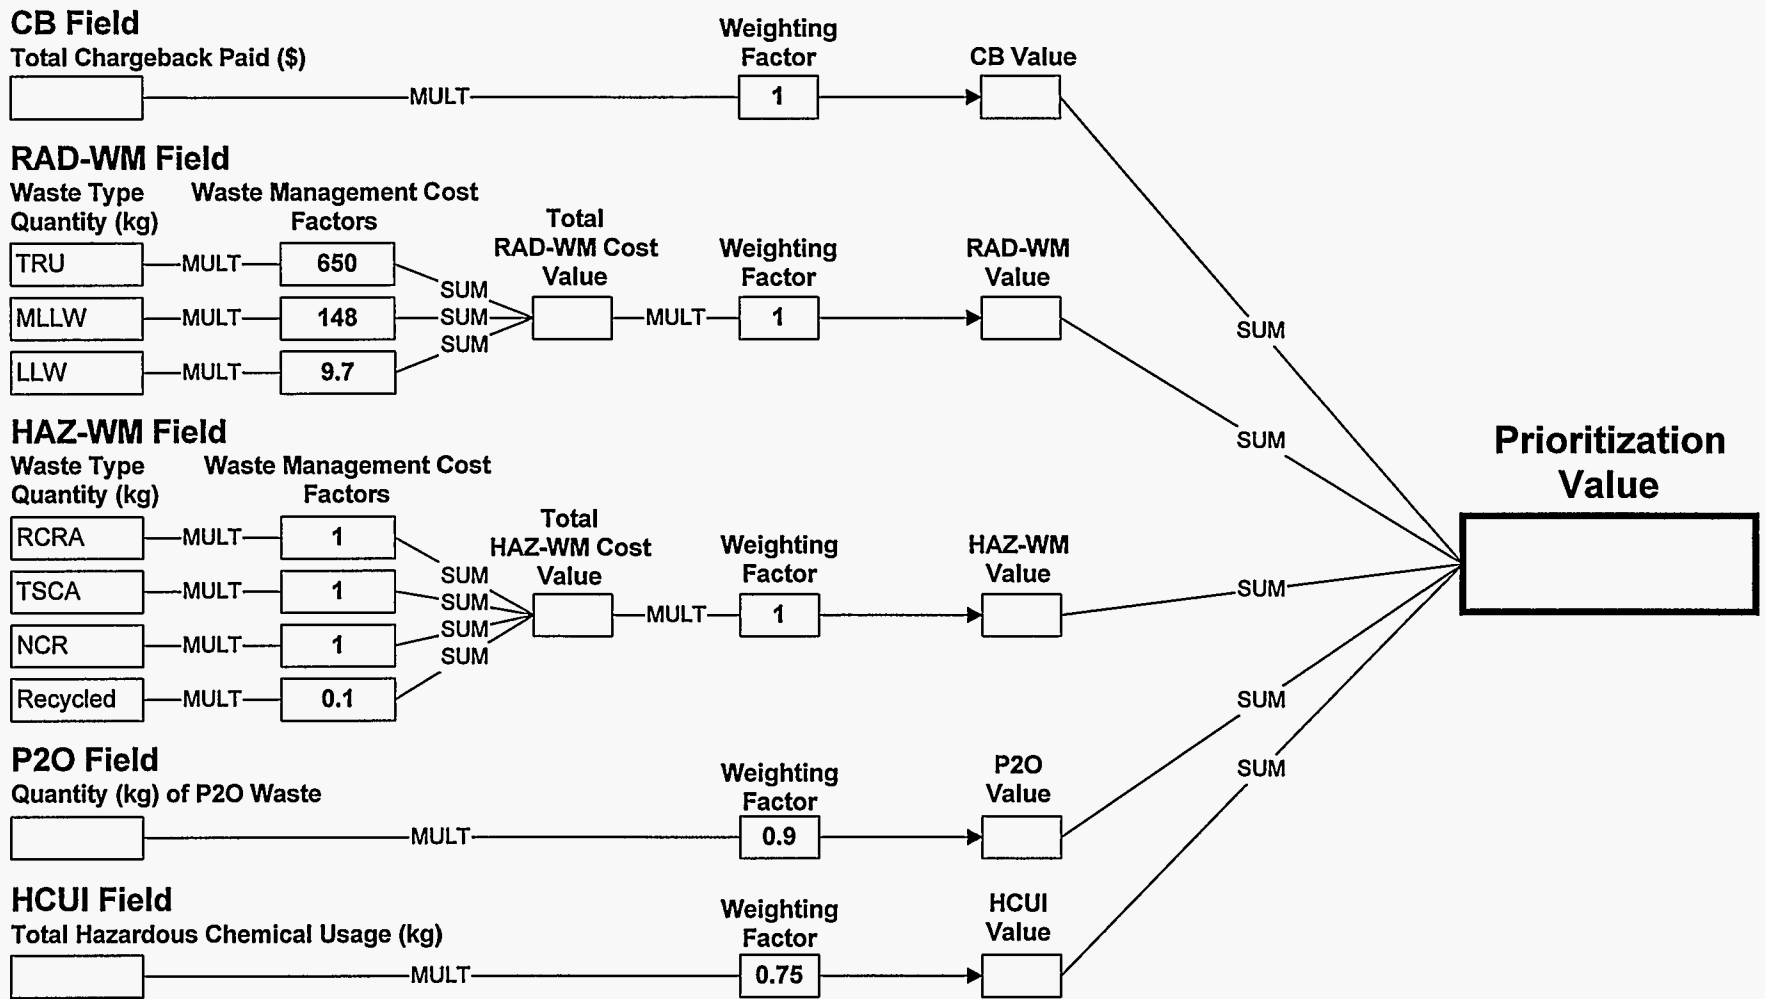 CB Field
Total Chargeback Paid ($)
Weighting
Factor
CB Value
MULT
1
RAD-WM Field
Waste Type
Quantity (kg)
Waste Management Cost
Factors
Total
RAD-WM Cost
Value
Weighting
Factor
RAD-WM
Value
TRU
MULT
650
SUM
MLLW
MULT
148
SUM
MULT
1
LLW
MULT
9.7
SUM
SUM
SUM
HAZ-WM Field
Waste Type
Quantity (kg)
Waste Management Cost
Factors
Total
HAZ-WM Cost
Value
Weighting
Factor
HAZ-WM
Value
RCRA
MULT
1
SUM
TSCA
MULT
1
SUM
MULT
1
NCR
MULT
1
SUM
Recycled
MULT
0.1
SUM
SUM
Prioritization
Value
P2O Field
Quantity (kg) of P2O Waste
Weighting
Factor
P2O
Value
MULT
0.9
SUM
HCUI Field
Total Hazardous Chemical Usage (kg)
Weighting
Factor
HCUI
Value
MULT
0.75
SUM